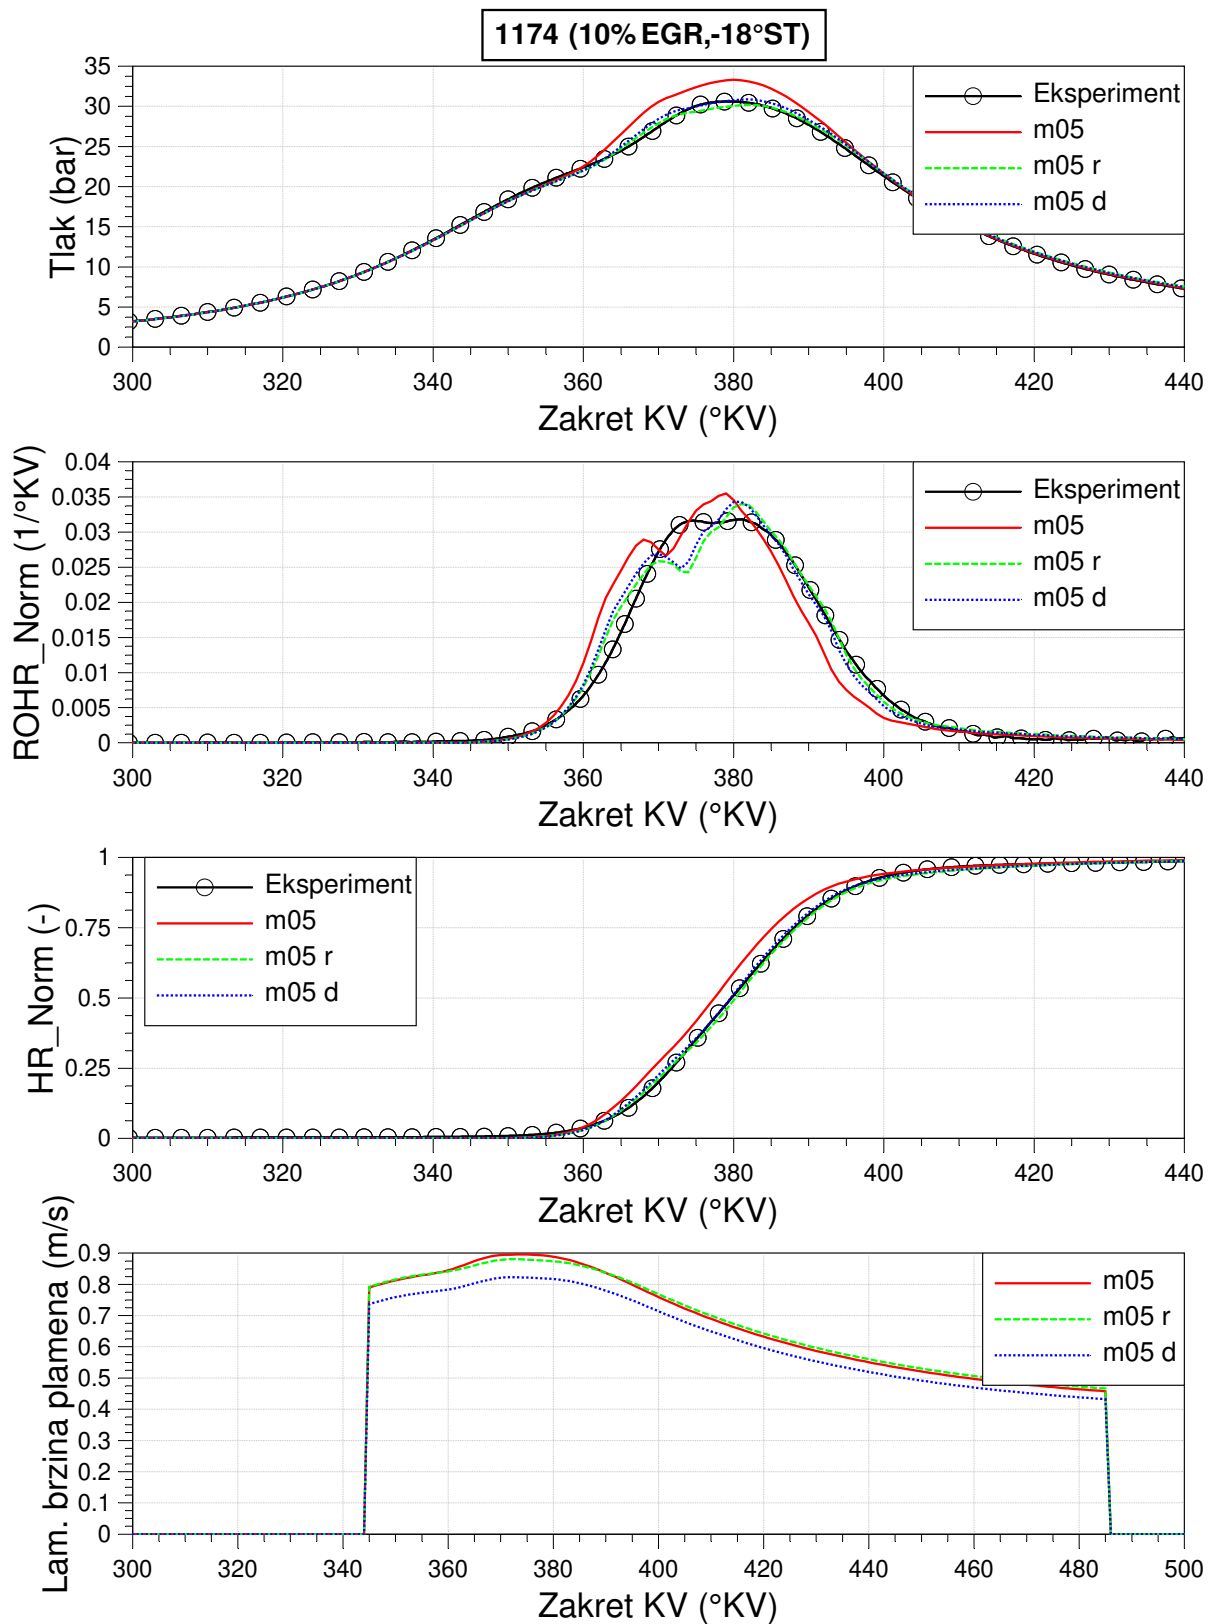 1174 (10% EGR,-18°ST)
Tlak (bar)
35
30
25
20
15
10
5
0
Eksperiment
m05
m05 r
m05 d
300 320 340 360 380 400 420 440
Zakret KV (°KV)
ROHR_Norm (1/°KV)
0.04
0.035
0.03
0.025
0.02
0.015
0.01
0.005
0
Eksperiment
m05
m05 r
m05 d
300 320 340 360 380 400 420 440
Zakret KV (°KV)
HR_Norm (-)
1
0.75
0.5
0.25
0
Eksperiment
m05
m05 r
m05 d
300 320 340 360 380 400 420 440
Zakret KV (°KV)
Lam. brzina plamena (m/s)
0.9
0.8
0.7
0.6
0.5
0.4
0.3
0.2
0.1
0
m05
m05 r
m05 d
300 320 340 360 380 400 420 440 460 480 500
Zakret KV (°KV)